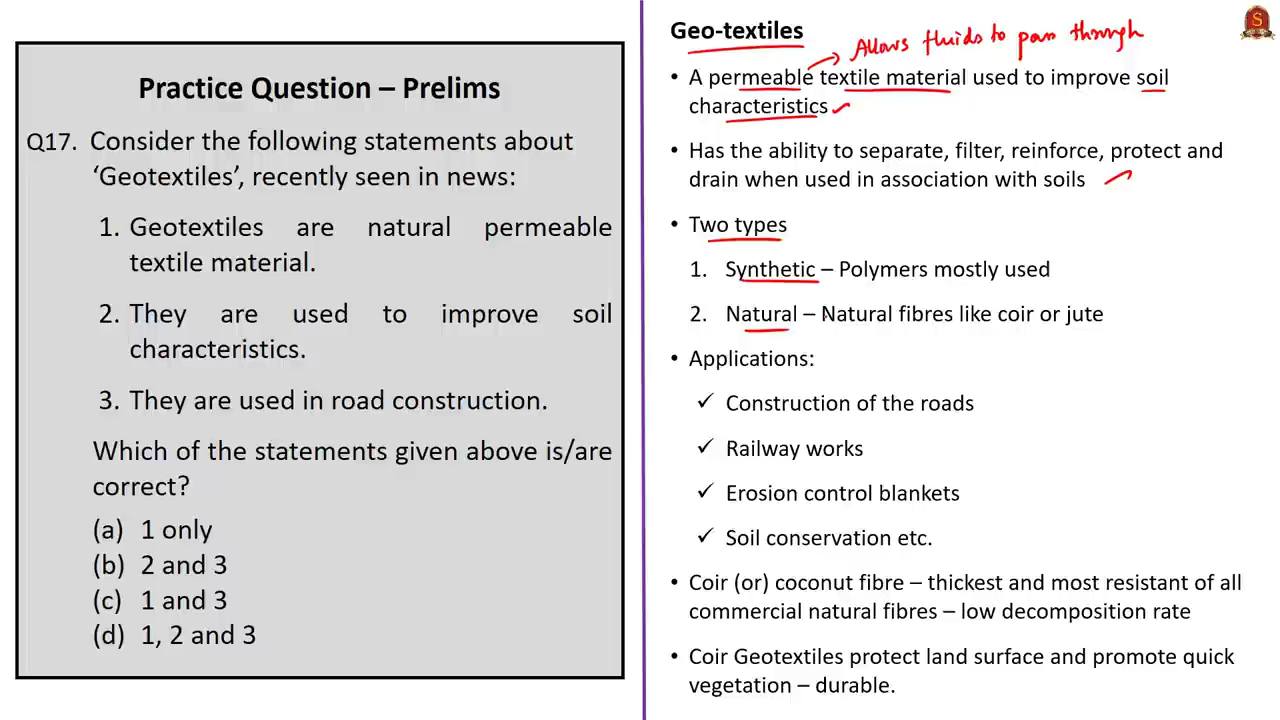 Practice Question – Prelims
Q17. Consider the following statements about
‘Geotextiles’, recently seen in news:
1. Geotextiles are natural permeable
textile material.
2. They are used to improve soil
characteristics.
3. They are used in road construction.
Which of the statements given above is/are
correct?
(a) 1 only
(b) 2 and 3
(c) 1 and 3
(d) 1, 2 and 3
Geo-textiles
Allows fluids to pass through
• A permeable textile material used to improve soil
characteristics
• Has the ability to separate, filter, reinforce, protect and
drain when used in association with soils
• Two types
1. Synthetic – Polymers mostly used
2. Natural – Natural fibres like coir or jute
• Applications:
✓ Construction of the roads
✓ Railway works
✓ Erosion control blankets
✓ Soil conservation etc.
• Coir (or) coconut fibre – thickest and most resistant of all
commercial natural fibres – low decomposition rate
• Coir Geotextiles protect land surface and promote quick
vegetation – durable.
S